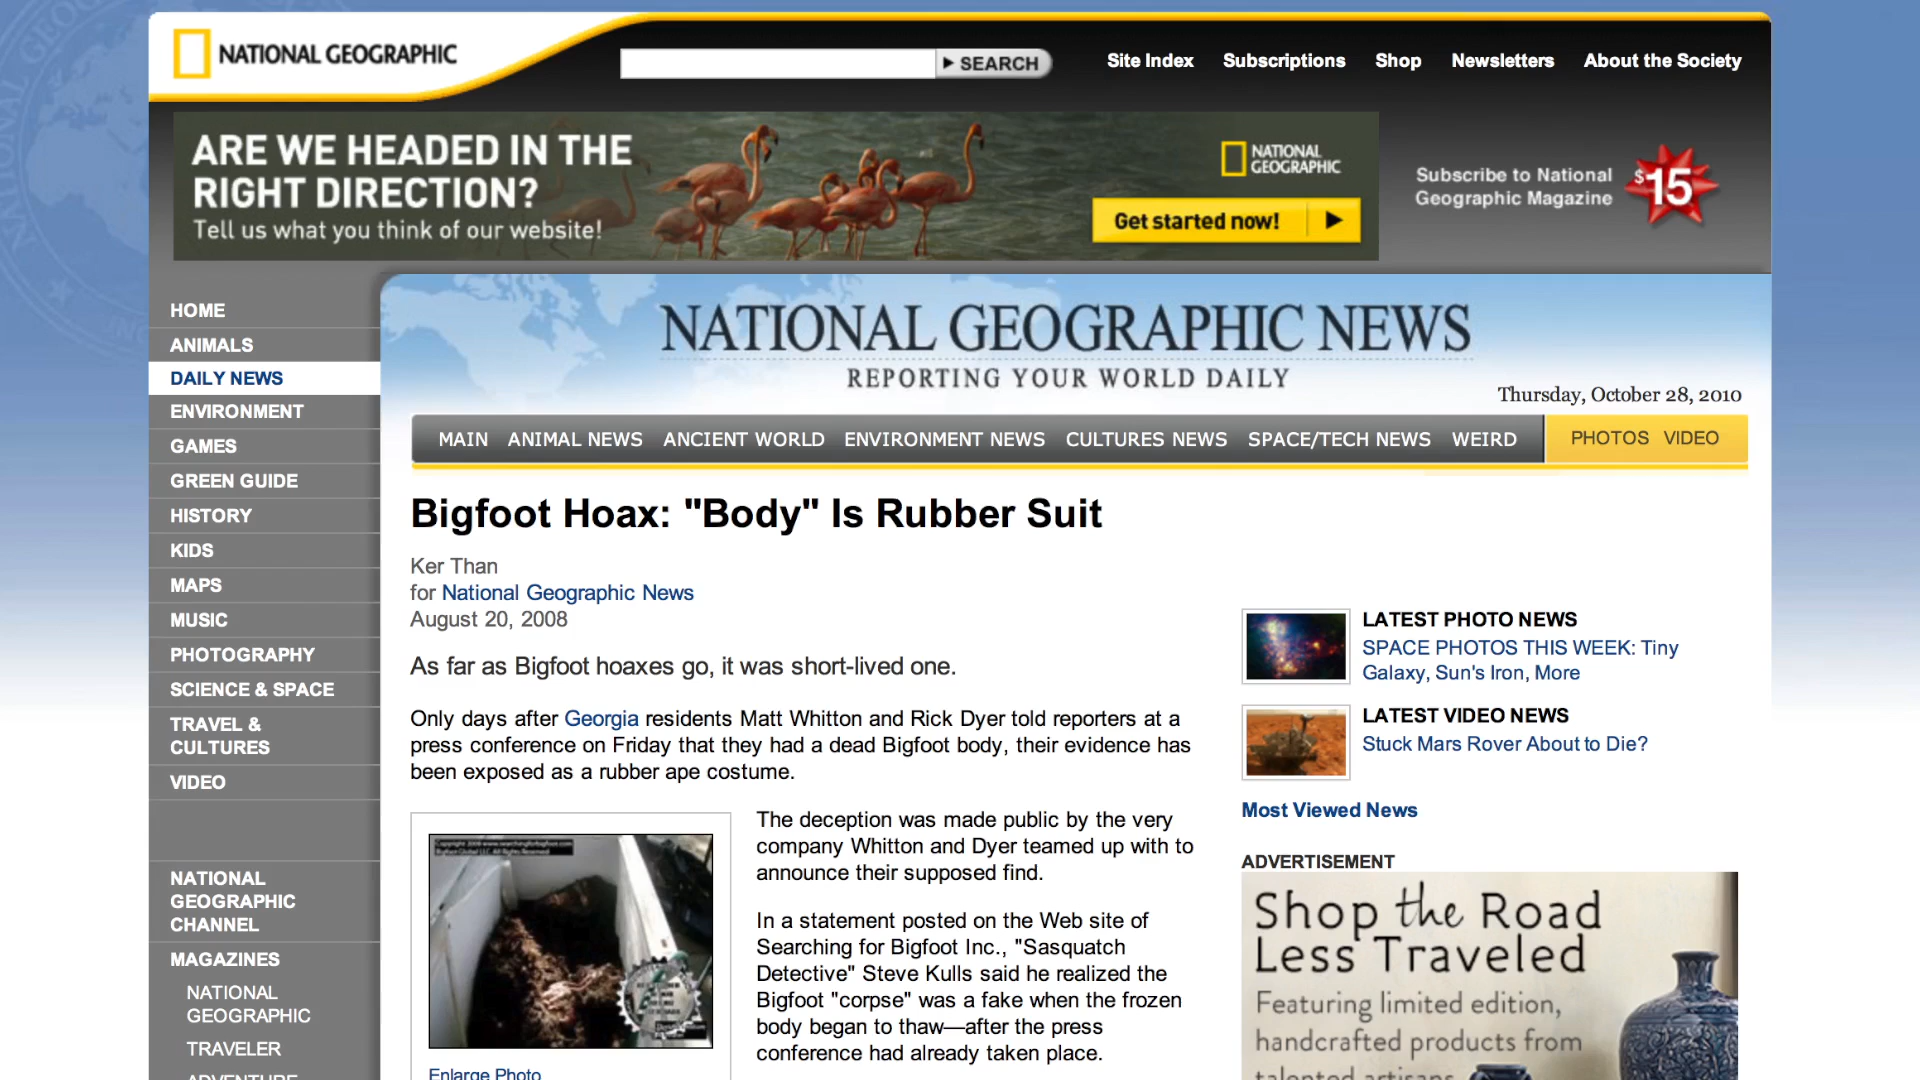 NATIONAL GEOGRAPHIC
SEARCH
Site Index Subscriptions Shop Newsletters About the Society
ARE WE HEADED IN THE
RIGHT DIRECTION?
Tell us what you think of our website!
NATIONAL
GEOGRAPHIC
Get started now!
Subscribe to National
Geographic Magazine
$15
HOME
ANIMALS
DAILY NEWS
ENVIRONMENT
GAMES
GREEN GUIDE
HISTORY
KIDS
MAPS
MUSIC
PHOTOGRAPHY
SCIENCE & SPACE
TRAVEL &
CULTURES
VIDEO
NATIONAL
GEOGRAPHIC
CHANNEL
MAGAZINES
NATIONAL
GEOGRAPHIC
TRAVELER
ADVENTURE
NATIONAL GEOGRAPHIC NEWS
REPORTING YOUR WORLD DAILY
Thursday, October 28, 2010
MAIN ANIMAL NEWS ANCIENT WORLD ENVIRONMENT NEWS CULTURES NEWS SPACE/TECH NEWS WEIRD PHOTOS VIDEO
Bigfoot Hoax: "Body" Is Rubber Suit
Ker Than
for National Geographic News
August 20, 2008
As far as Bigfoot hoaxes go, it was short-lived one.
Only days after Georgia residents Matt Whitton and Rick Dyer told reporters at a
press conference on Friday that they had a dead Bigfoot body, their evidence has
been exposed as a rubber ape costume.
The deception was made public by the very
company Whitton and Dyer teamed up with to
announce their supposed find.
In a statement posted on the Web site of
Searching for Bigfoot Inc., "Sasquatch
Detective" Steve Kulls said he realized the
Bigfoot "corpse" was a fake when the frozen
body began to thaw—after the press
conference had already taken place.
Enlarge Photo
LATEST PHOTO NEWS
SPACE PHOTOS THIS WEEK: Tiny
Galaxy, Sun's Iron, More
LATEST VIDEO NEWS
Stuck Mars Rover About to Die?
Most Viewed News
ADVERTISEMENT
Shop the Road
Less Traveled
Featuring limited edition,
handcrafted products from
talented artisans